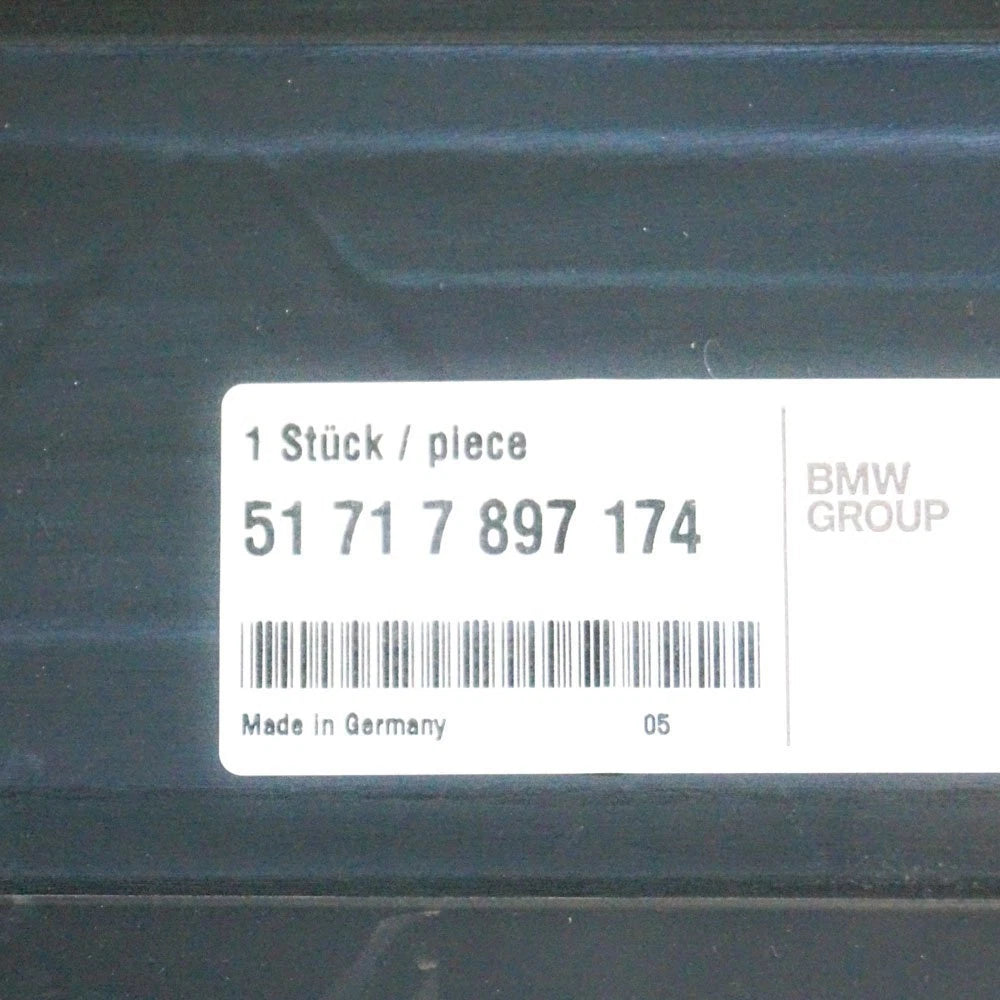 1 Stück / piece
51 71 7 897 174
Made in Germany 05
BMW
GROUP